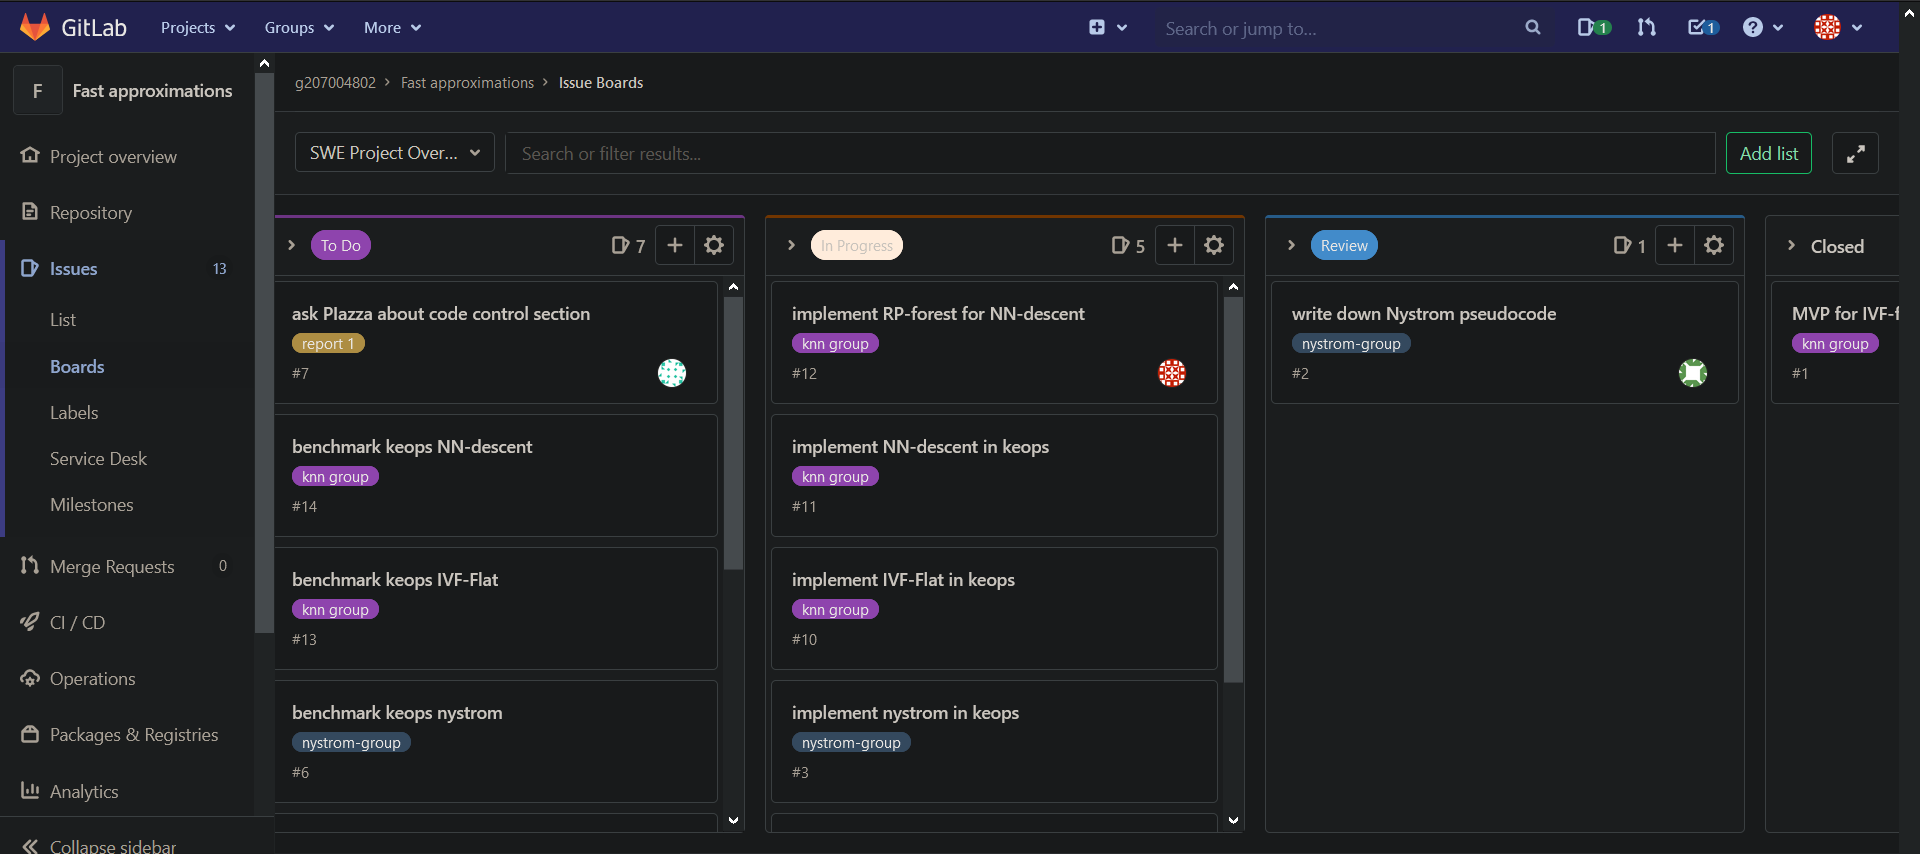 GitLab
Projects
Groups
More
Search or jump to...
1
1
F
Fast approximations
Project overview
Repository
Issues
13
List
Boards
Labels
Service Desk
Milestones
Merge Requests
0
CI / CD
Operations
Packages & Registries
Analytics
Collapse sidebar
g207004802 › Fast approximations › Issue Boards
SWE Project Over...
Search or filter results...
Add list
To Do
7
ask PIazza about code control section
report 1
#7
benchmark keops NN-descent
knn group
#14
benchmark keops IVF-Flat
knn group
#13
benchmark keops nystrom
nystrom-group
#6
In Progress
5
implement RP-forest for NN-descent
knn group
#12
implement NN-descent in keops
knn group
#11
implement IVF-Flat in keops
knn group
#10
implement nystrom in keops
nystrom-group
#3
Review
1
write down Nystrom pseudocode
nystrom-group
#2
Closed
MVP for IVF-f
knn group
#1